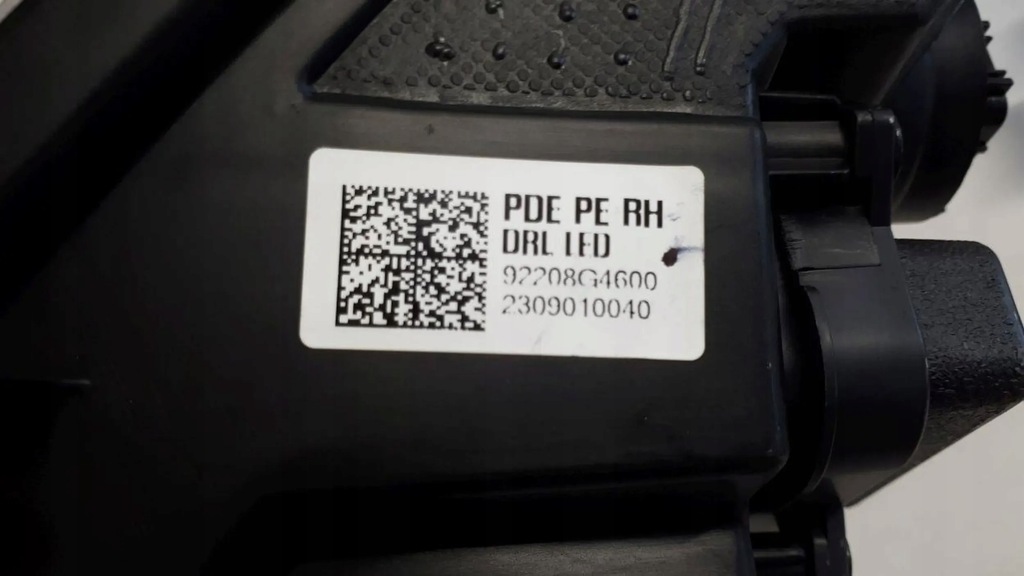 PDE PE RH
DRL LED
92208G4600
2309010040